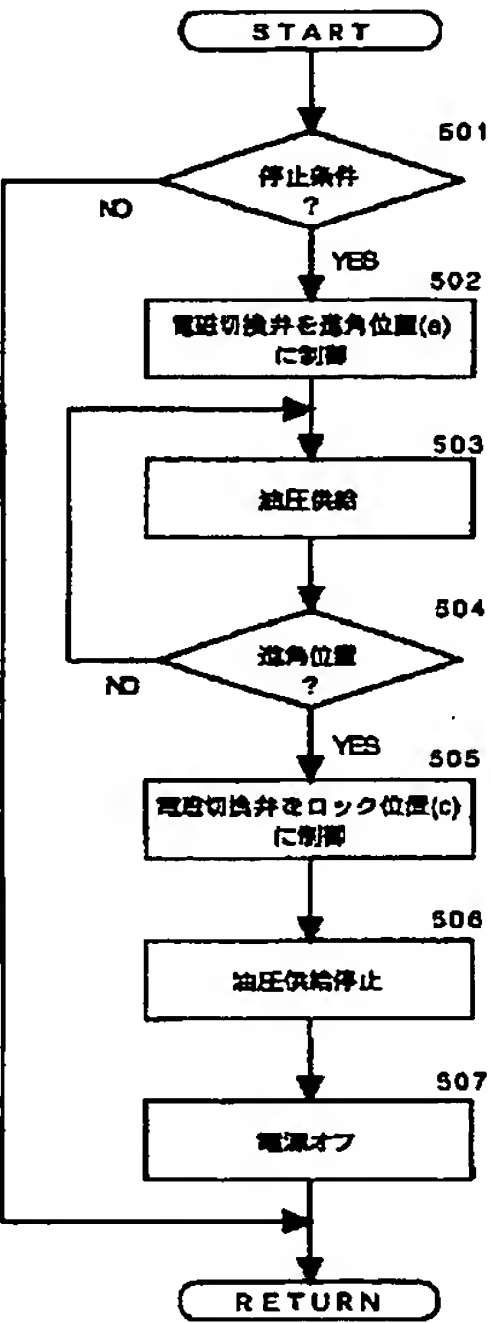 START
501
停止条件
?
NO
YES
502
電磁切換弁を進角位置(a)
に制御
503
油圧供給
504
進角位置
?
NO
YES
505
電磁切換弁をロック位置(c)
に制御
506
油圧供給停止
507
電源オフ
RETURN